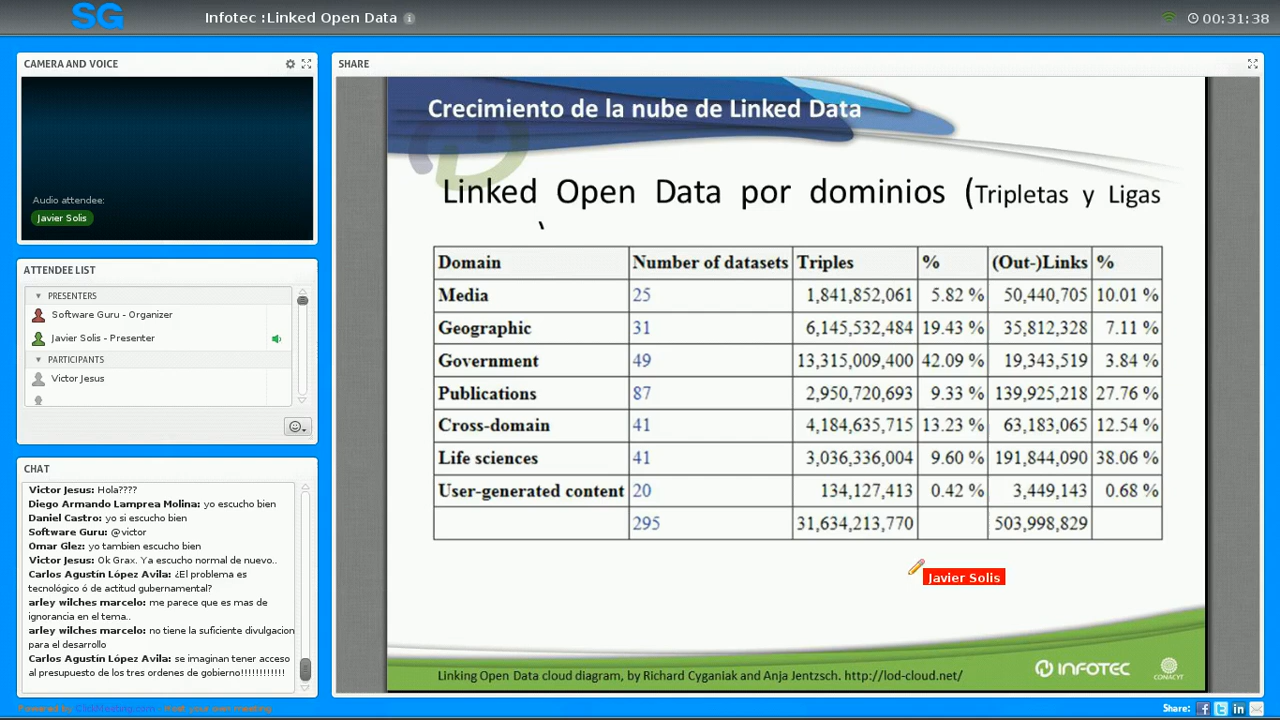 SG
Infotec :Linked Open Data
00:31:38
CAMERA AND VOICE
Audio attendee:
Javier Solis
ATTENDEE LIST
PRESENTERS
Software Guru - Organizer
Javier Solis - Presenter
PARTICIPANTS
Victor Jesus
CHAT
Victor Jesus: Hola????
Diego Armando Lamprea Molina: yo escucho bien
Daniel Castro: yo si escucho bien
Software Guru: @victor
Omar Glez: yo tambien escucho bien
Victor Jesus: Ok Grax. Ya escucho normal de nuevo..
Carlos Agustín López Avila: ¿El problema es
tecnológico ó de actitud gubernamental?
arley wilches marcelo: me parece que es mas de
ignorancia en el tema..
arley wilches marcelo: no tiene la suficiente divulgacion
para el desarrollo
Carlos Agustín López Avila: se imaginan tener acceso
al presupuesto de los tres ordenes de gobierno!!!!!!!!!!!!
SHARE
Crecimiento de la nube de Linked Data
Linked Open Data por dominios (Tripletas y Ligas
)
Domain Number of datasets Triples % (Out-)Links %
Media 25 1,841,852,061 5.82 % 50,440,705 10.01 %
Geographic 31 6,145,532,484 19.43 % 35,812,328 7.11 %
Government 49 13,315,009,400 42.09 % 19,343,519 3.84 %
Publications 87 2,950,720,693 9.33 % 139,925,218 27.76 %
Cross-domain 41 4,184,635,715 13.23 % 63,183,065 12.54 %
Life sciences 41 3,036,336,004 9.60 % 191,844,090 38.06 %
User-generated content 20 134,127,413 0.42 % 3,449,143 0.68 %
295 31,634,213,770 503,998,829
Javier Solis
Linking Open Data cloud diagram, by Richard Cyganiak and Anja Jentzsch. http://lod-cloud.net/
INFOTEC
CONACYT
Powered by ClickMeeting.com - Host your own meeting
Share: